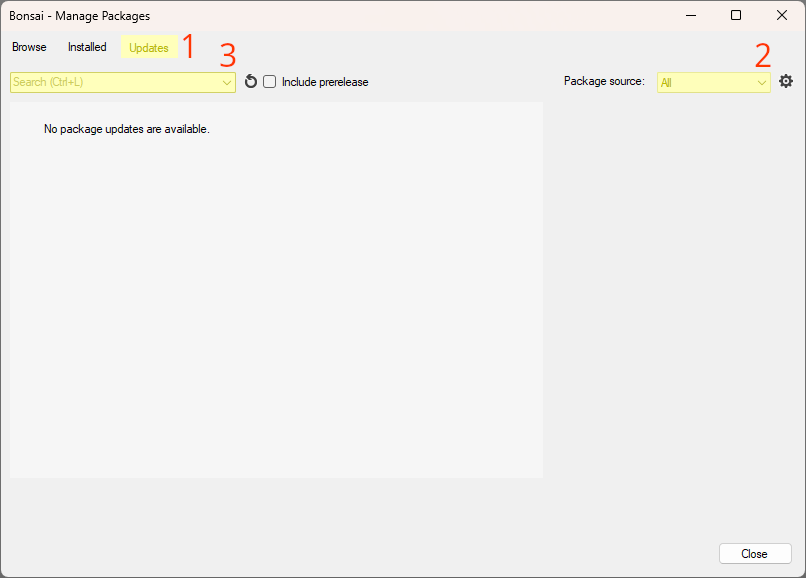 Bonsai - Manage Packages
Browse Installed Updates 1
3 2
Search (Ctrl+L) Include prerelease Package source: All
No package updates are available.
Close